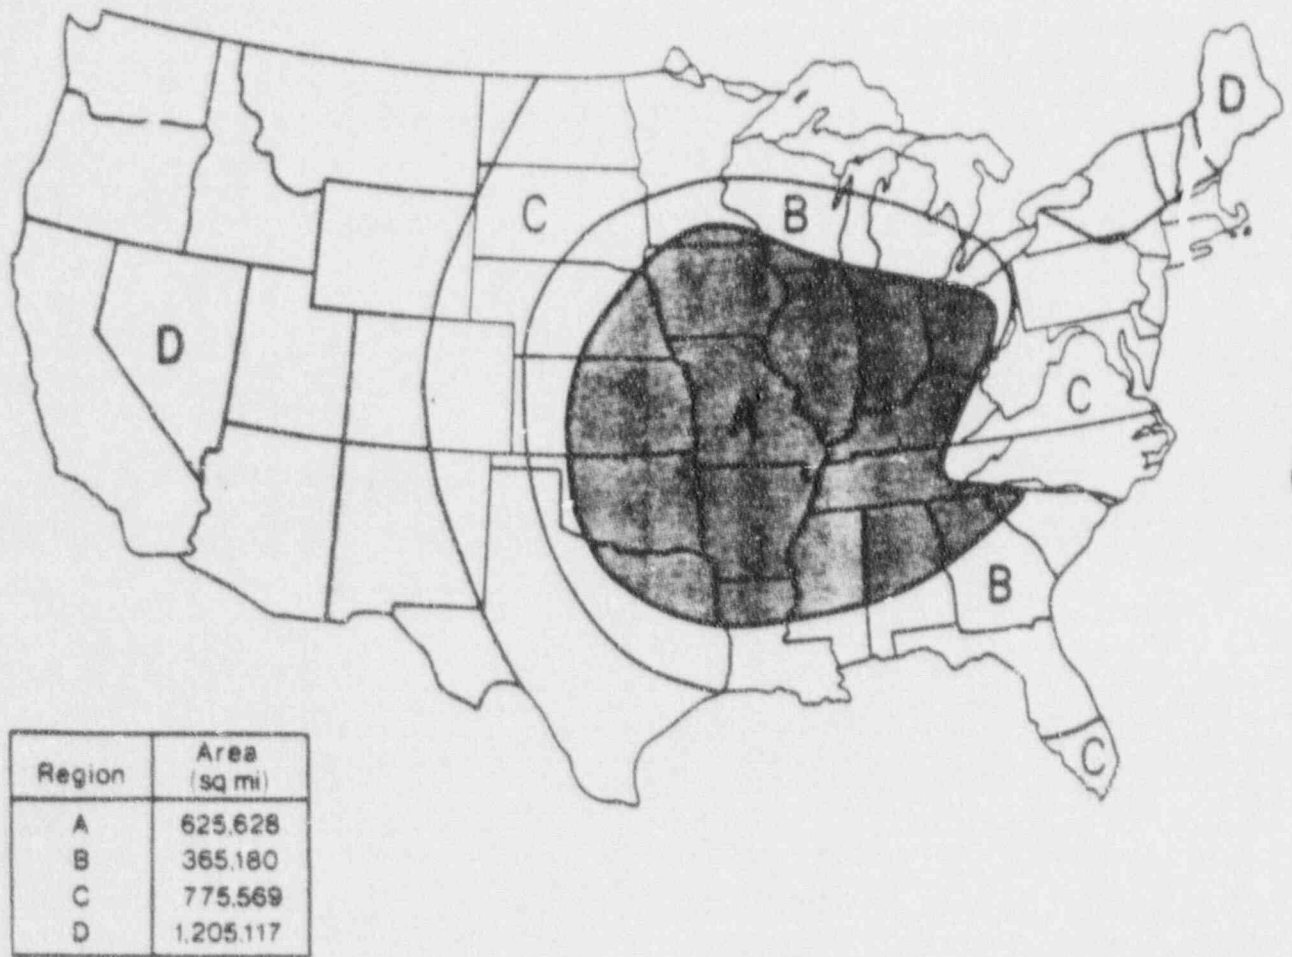 D
C
B
D
A
C
B
C
Region Area
(sq mi)
A 625,628
B 365,180
C 775,569
D 1,205,117